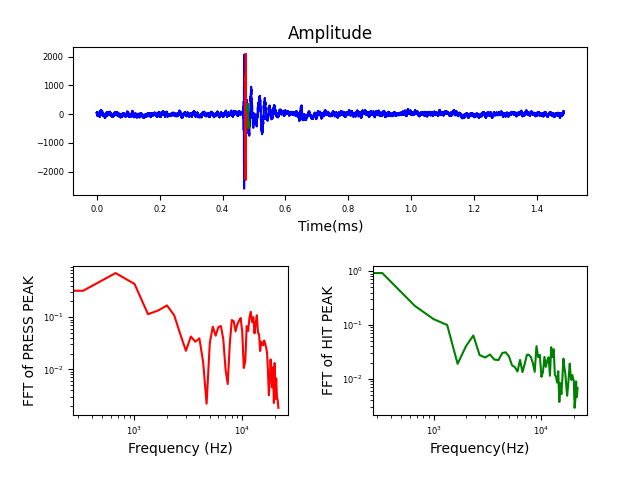 Amplitude
2000
1000
0
−1000
−2000
0.0 0.2 0.4 0.6 0.8 1.0 1.2 1.4
Time(ms)
FFT of PRESS PEAK
10⁻¹
10⁻²
10³ 10⁴
Frequency (Hz)
FFT of HIT PEAK
10⁰
10⁻¹
10⁻²
10³ 10⁴
Frequency(Hz)